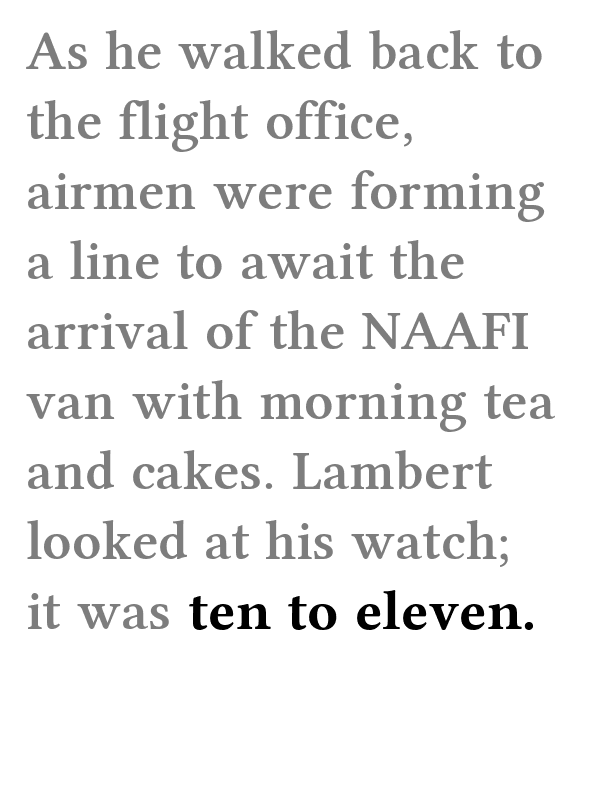 As he walked back to
the flight office,
airmen were forming
a line to await the
arrival of the NAAFI
van with morning tea
and cakes. Lambert
looked at his watch;
it was ten to eleven.